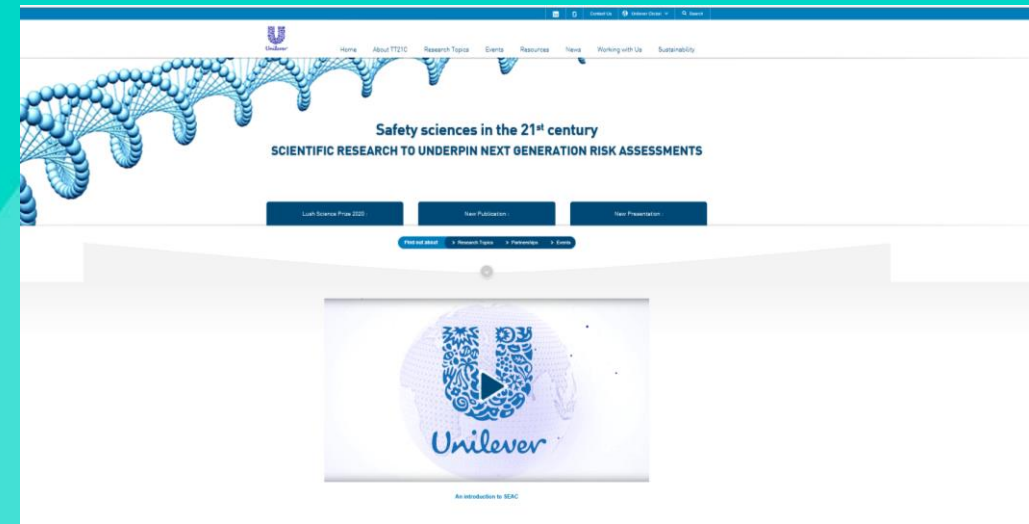 Contact Us Unilever Global Search
Unilever
Home About TT21C Research Topics Events Resources News Working with Us Sustainability
Safety sciences in the 21st century
SCIENTIFIC RESEARCH TO UNDERPIN NEXT GENERATION RISK ASSESSMENTS
Lush Science Prize 2020 : New Publication : New Presentation :
Find out about > Research Topics > Partnerships > Events
Unilever
An introduction to SEAC